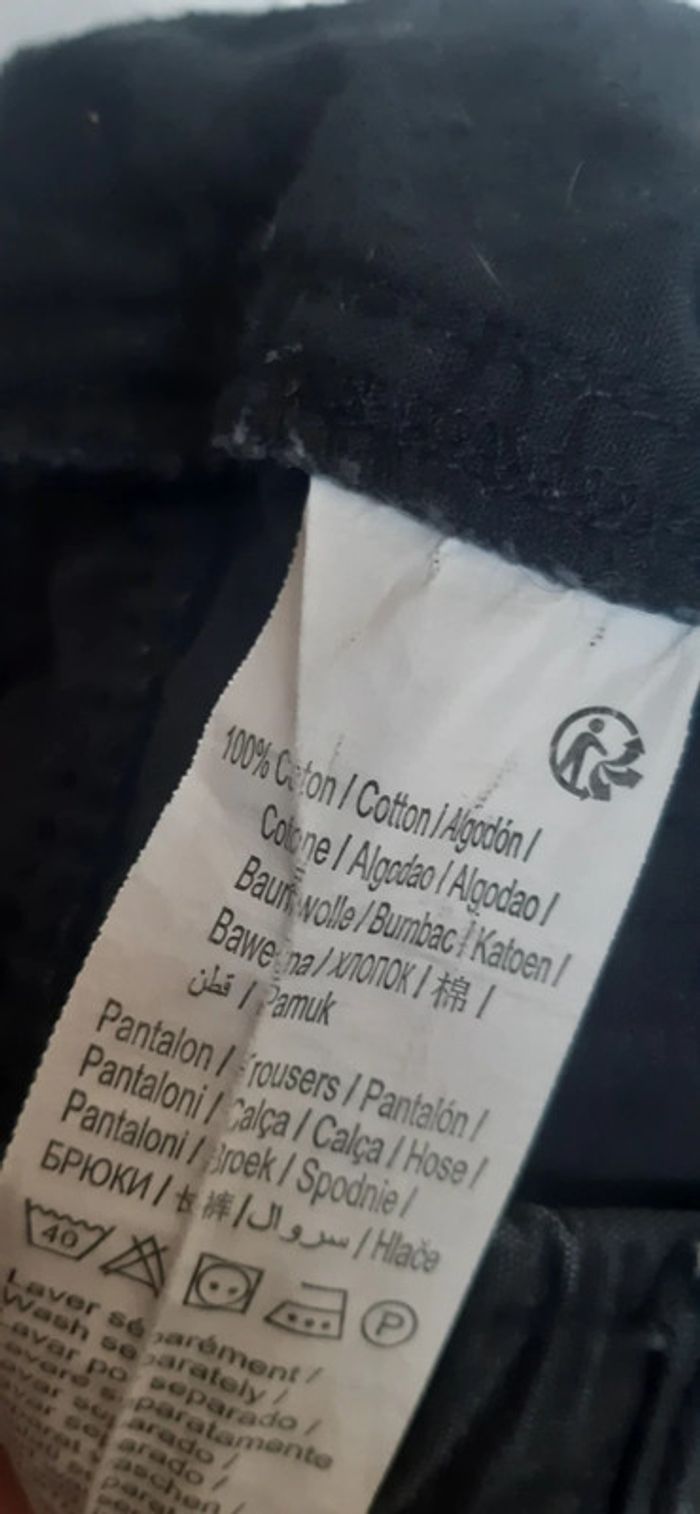 100% Coton / Cotton / Algodón /
Cotone / Algodao / Algodao /
Baumwolle / Bumbac / Katoen /
Bawełna / хлопок / 棉 /
قطن / Pamuk
Pantalon / Trousers / Pantalón /
Pantaloni / Calça / Calça / Hose /
Pantaloni / Broek / Spodnie /
БРЮКИ / 长裤 / سروال / Hlače
40 P
Laver séparément /
Wash separately /
Lavar por separado /
Lavare separatamente